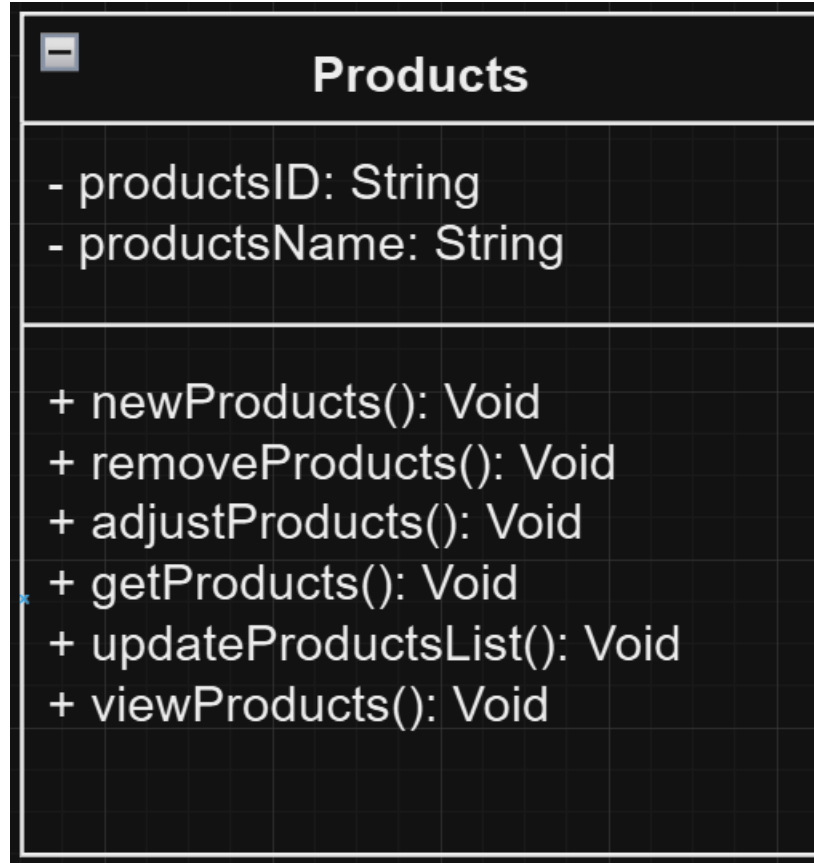 Products
- productsID: String
- productsName: String
+ newProducts(): Void
+ removeProducts(): Void
+ adjustProducts(): Void
+ getProducts(): Void
+ updateProductsList(): Void
+ viewProducts(): Void